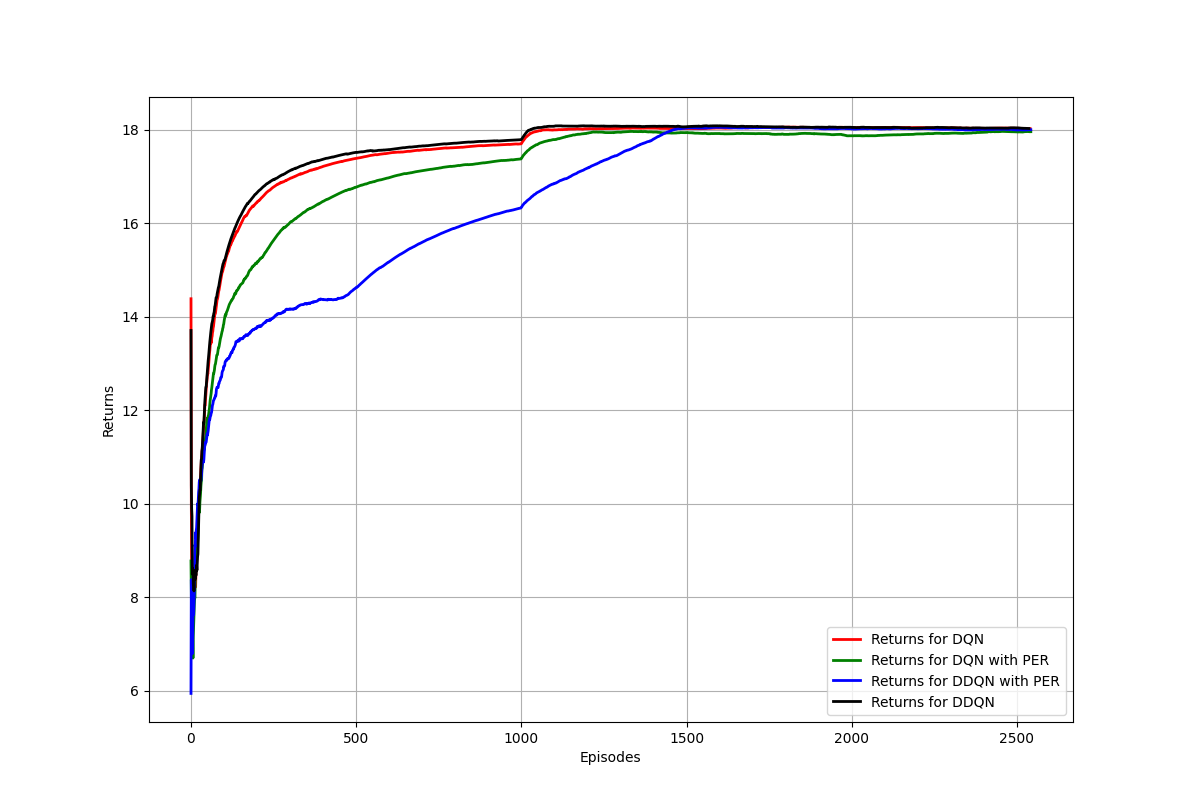 18
16
14
12
10
8
6
Returns
0
500
1000
1500
2000
2500
Episodes
Returns for DQN
Returns for DQN with PER
Returns for DDQN with PER
Returns for DDQN